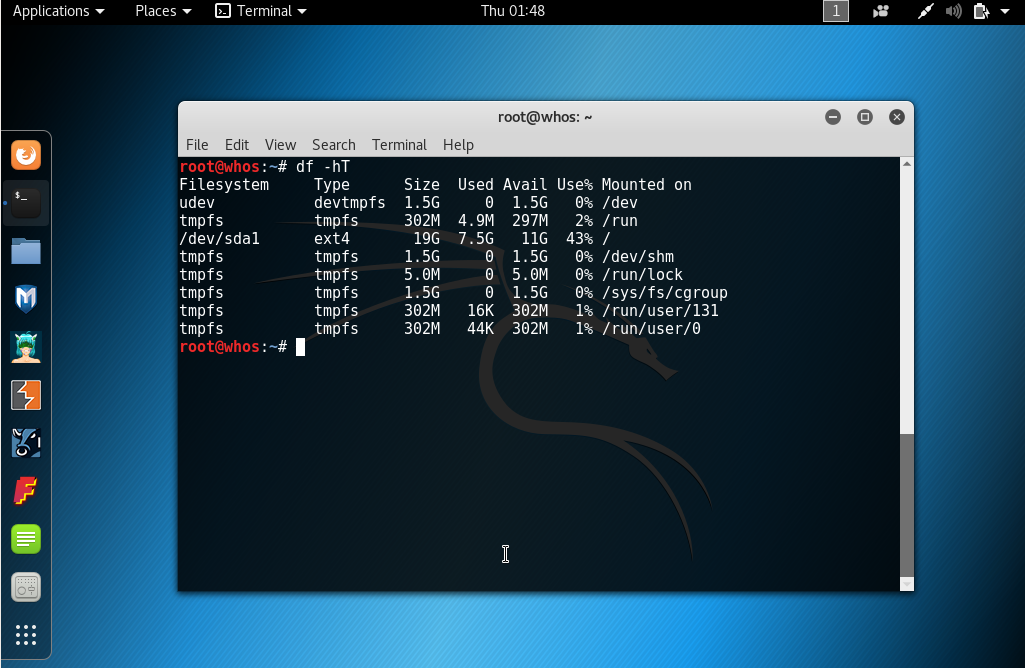 Applications Places Terminal Thu 01:48 1
root@whos: ~
File Edit View Search Terminal Help
root@whos:~# df -hT
Filesystem     Type      Size  Used Avail Use% Mounted on
udev           devtmpfs  1.5G     0  1.5G   0% /dev
tmpfs          tmpfs     302M  4.9M  297M   2% /run
/dev/sda1      ext4       19G  7.5G   11G  43% /
tmpfs          tmpfs     1.5G     0  1.5G   0% /dev/shm
tmpfs          tmpfs     5.0M     0  5.0M   0% /run/lock
tmpfs          tmpfs     1.5G     0  1.5G   0% /sys/fs/cgroup
tmpfs          tmpfs     302M   16K  302M   1% /run/user/131
tmpfs          tmpfs     302M   44K  302M   1% /run/user/0
root@whos:~#